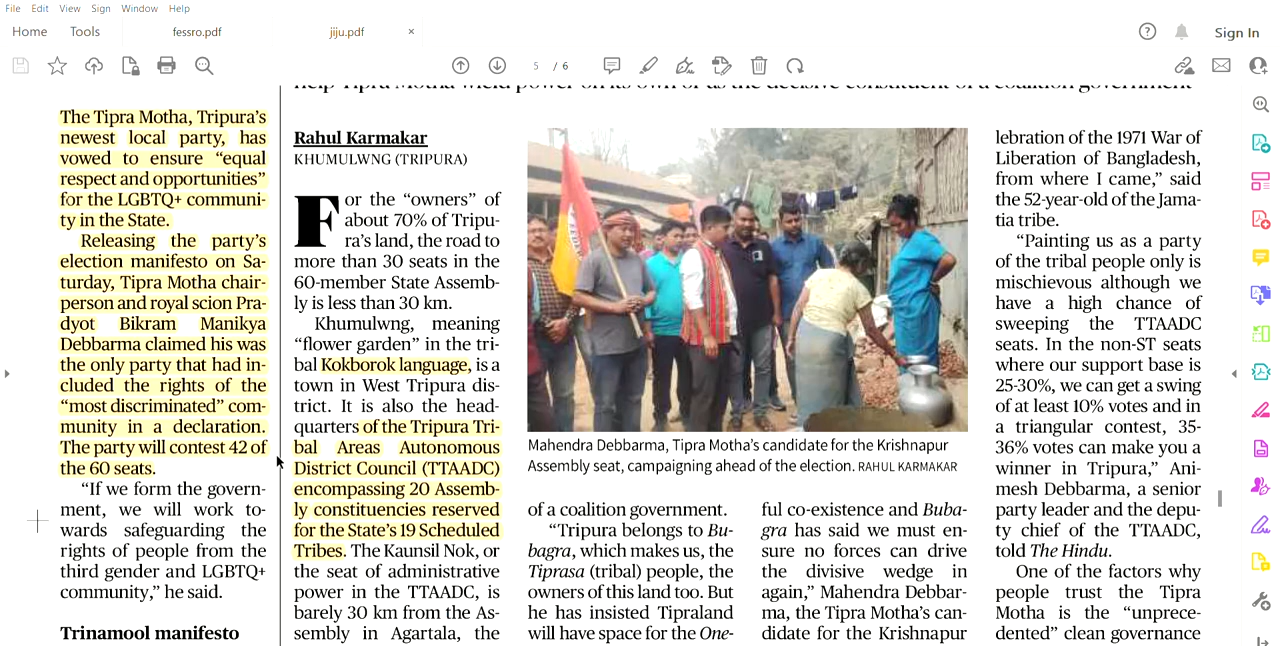 File Edit View Sign Window Help
Home Tools fessro.pdf jiju.pdf ×
Sign In
5 / 6
The Tipra Motha, Tripura's
newest local party, has
vowed to ensure “equal
respect and opportunities”
for the LGBTQ+ communi-
ty in the State.
Releasing the party's
election manifesto on Sa-
turday, Tipra Motha chair-
person and royal scion Pra-
dyot Bikram Manikya
Debbarma claimed his was
the only party that had in-
cluded the rights of the
“most discriminated” com-
munity in a declaration.
The party will contest 42 of
the 60 seats.
“If we form the govern-
ment, we will work to-
wards safeguarding the
rights of people from the
third gender and LGBTQ+
community,” he said.
Trinamool manifesto
help Tipra Motha wield power on its own or as the decisive constituent of a coalition government
Rahul Karmakar
KHUMULWNG (TRIPURA)
For the “owners” of
about 70% of Tripu-
ra's land, the road to
more than 30 seats in the
60-member State Assemb-
ly is less than 30 km.
Khumulwng, meaning
“flower garden” in the tri-
bal Kokborok language, is a
town in West Tripura dis-
trict. It is also the head-
quarters of the Tripura Tri-
bal Areas Autonomous
District Council (TTAADC)
encompassing 20 Assemb-
ly constituencies reserved
for the State's 19 Scheduled
Tribes. The Kaunsil Nok, or
the seat of administrative
power in the TTAADC, is
barely 30 km from the As-
sembly in Agartala, the
Mahendra Debbarma, Tipra Motha's candidate for the Krishnapur
Assembly seat, campaigning ahead of the election. RAHUL KARMAKAR
of a coalition government.
“Tripura belongs to Bu-
bagra, which makes us, the
Tiprasa (tribal) people, the
owners of this land too. But
he has insisted Tipraland
will have space for the One-
ful co-existence and Buba-
gra has said we must en-
sure no forces can drive
the divisive wedge in
again,” Mahendra Debbar-
ma, the Tipra Motha's can-
didate for the Krishnapur
lebration of the 1971 War of
Liberation of Bangladesh,
from where I came,” said
the 52-year-old of the Jama-
tia tribe.
“Painting us as a party
of the tribal people only is
mischievous although we
have a high chance of
sweeping the TTAADC
seats. In the non-ST seats
where our support base is
25-30%, we can get a swing
of at least 10% votes and in
a triangular contest, 35-
36% votes can make you a
winner in Tripura,” Ani-
mesh Debbarma, a senior
party leader and the depu-
ty chief of the TTAADC,
told The Hindu.
One of the factors why
people trust the Tipra
Motha is the “unprece-
dented” clean governance